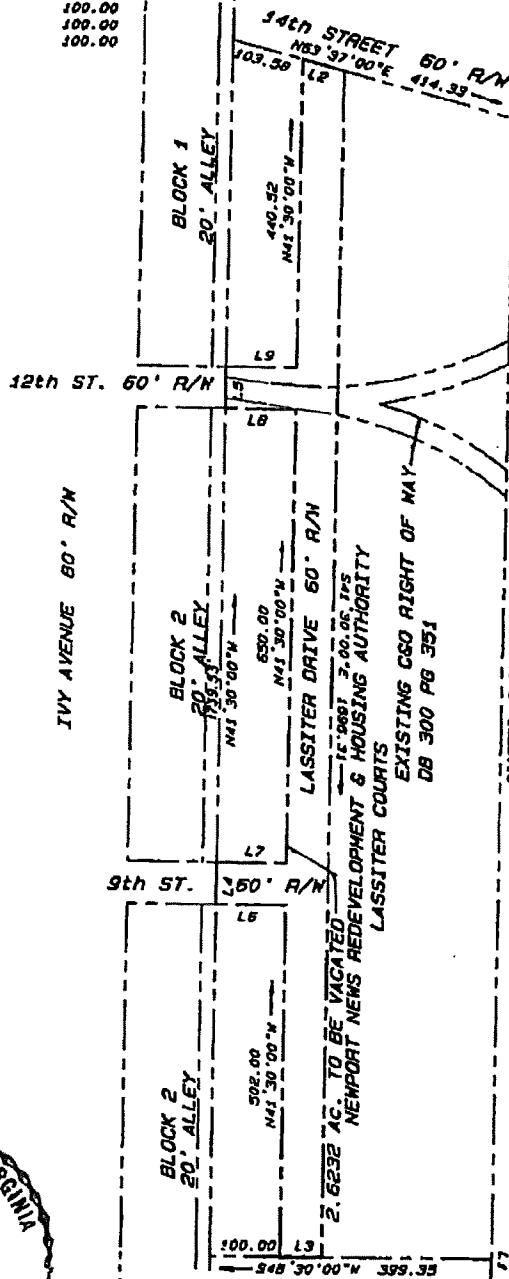 100.00
100.00
100.00
14th STREET 60' R/W
N63°37'00"E
103.58
L2
414.33
BLOCK 1
20' ALLEY
440.52
N41°30'00"W
L9
12th ST. 60' R/W
L5
L8
IVY AVENUE 80' R/W
BLOCK 2
20' ALLEY
N41°30'00"W
650.00
N41°30'00"W
LASSITER DRIVE 60' R/W
2.6232 AC. TO BE VACATED
NEWPORT NEWS REDEVELOPMENT & HOUSING AUTHORITY
LASSITER COURTS
EXISTING C&O RIGHT OF WAY
DB 300 PG 351
L7
9th ST. 60' R/W
L6
502.00
N41°30'00"W
BLOCK 2
20' ALLEY
100.00
L3
S48°30'00"W 399.35